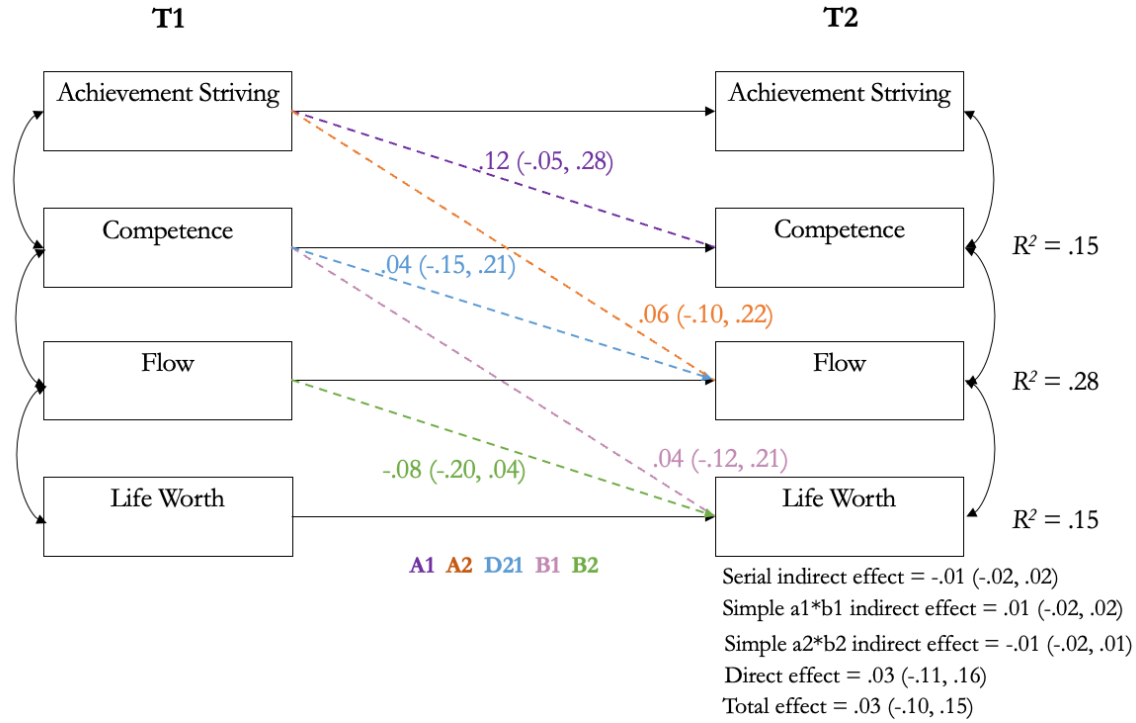 T1 T2
Achievement Striving Achievement Striving
.12 (-.05, .28)
Competence Competence R² = .15
.04 (-.15, .21)
.06 (-.10, .22)
Flow Flow R² = .28
-.08 (-.20, .04) .04 (-.12, .21)
Life Worth Life Worth R² = .15
A1 A2 D21 B1 B2
Serial indirect effect = -.01 (-.02, .02)
Simple a1*b1 indirect effect = .01 (-.02, .02)
Simple a2*b2 indirect effect = -.01 (-.02, .01)
Direct effect = .03 (-.11, .16)
Total effect = .03 (-.10, .15)